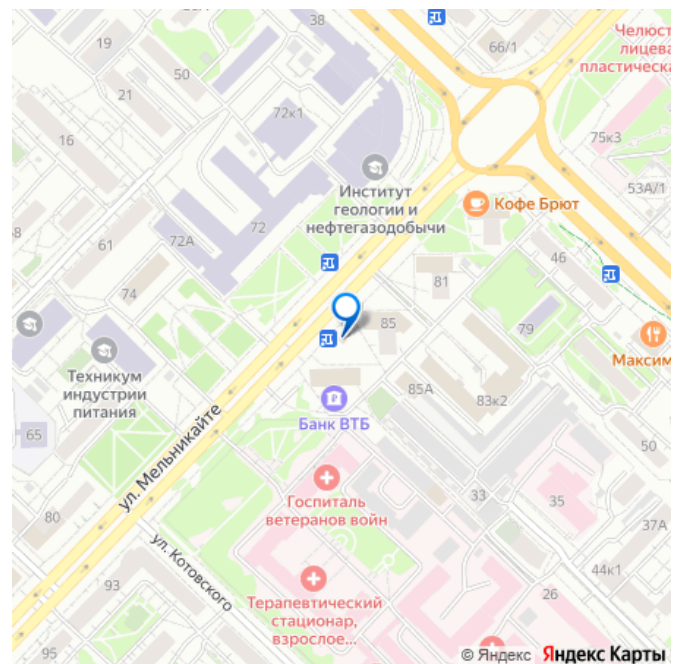 38
19
66/1
Челюст
лицева
пластическа
50
21
72к1
75к3
16
Институт
геологии и
нефтегазодобычи
53А/1
Кофе Брют
72
8
61
72А
46
81
74
85
79
Техникум
индустрии
питания
Максим
85А
83к2
Банк ВТБ
65
ул. Мельникайте
50
Госпиталь
ветеранов войн
33
35
80
37А
ул. Котовского
44к1
93
Терапевтический
стационар,
взрослое...
26
95
© Яндекс Яндекс Карты